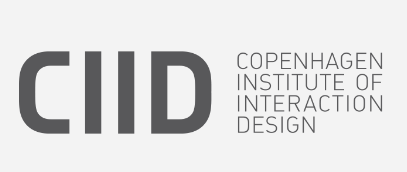 CIID
COPENHAGEN
INSTITUTE OF
INTERACTION
DESIGN